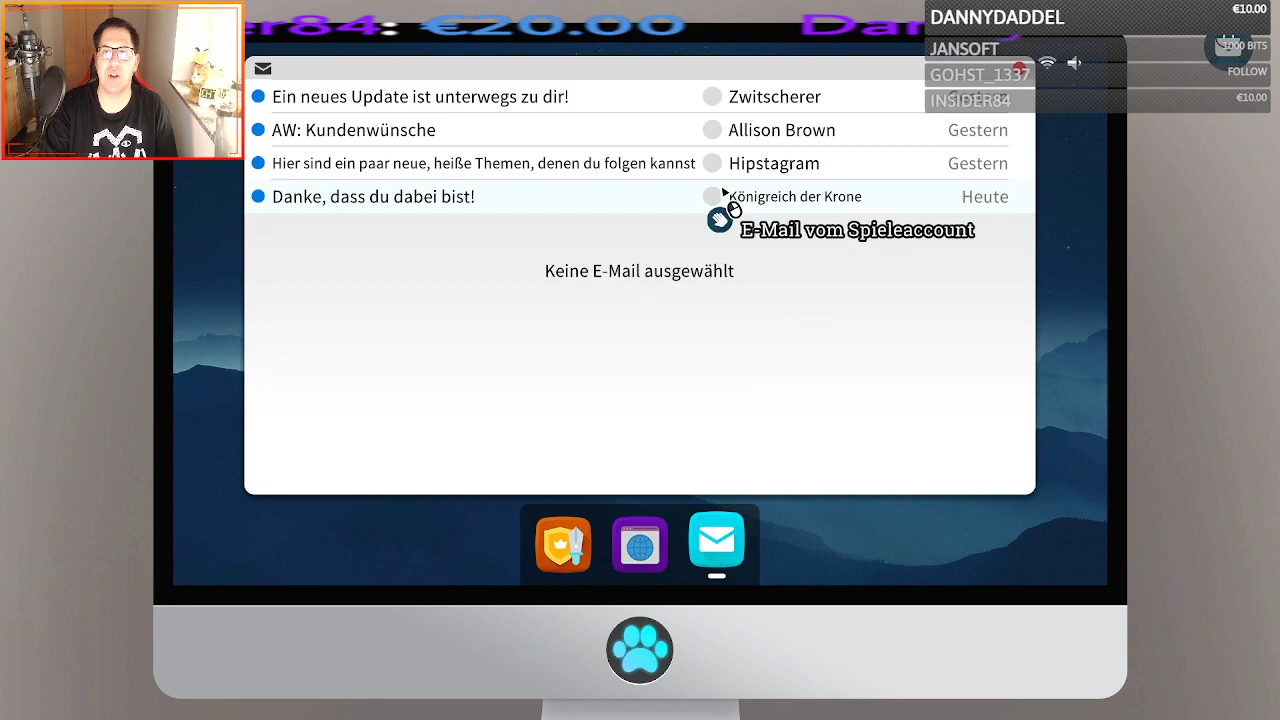 er84: €20.00
Dan
DANNYDADDEL €10.00
JANSOFT 1000 BITS
GOHST_1337 FOLLOW
INSIDER84 €10.00
Ein neues Update ist unterwegs zu dir! Zwitscherer Gestern
AW: Kundenwünsche Allison Brown Gestern
Hier sind ein paar neue, heiße Themen, denen du folgen kannst Hipstagram Gestern
Danke, dass du dabei bist! Königreich der Krone Heute
E-Mail vom Spieleaccount
Keine E-Mail ausgewählt